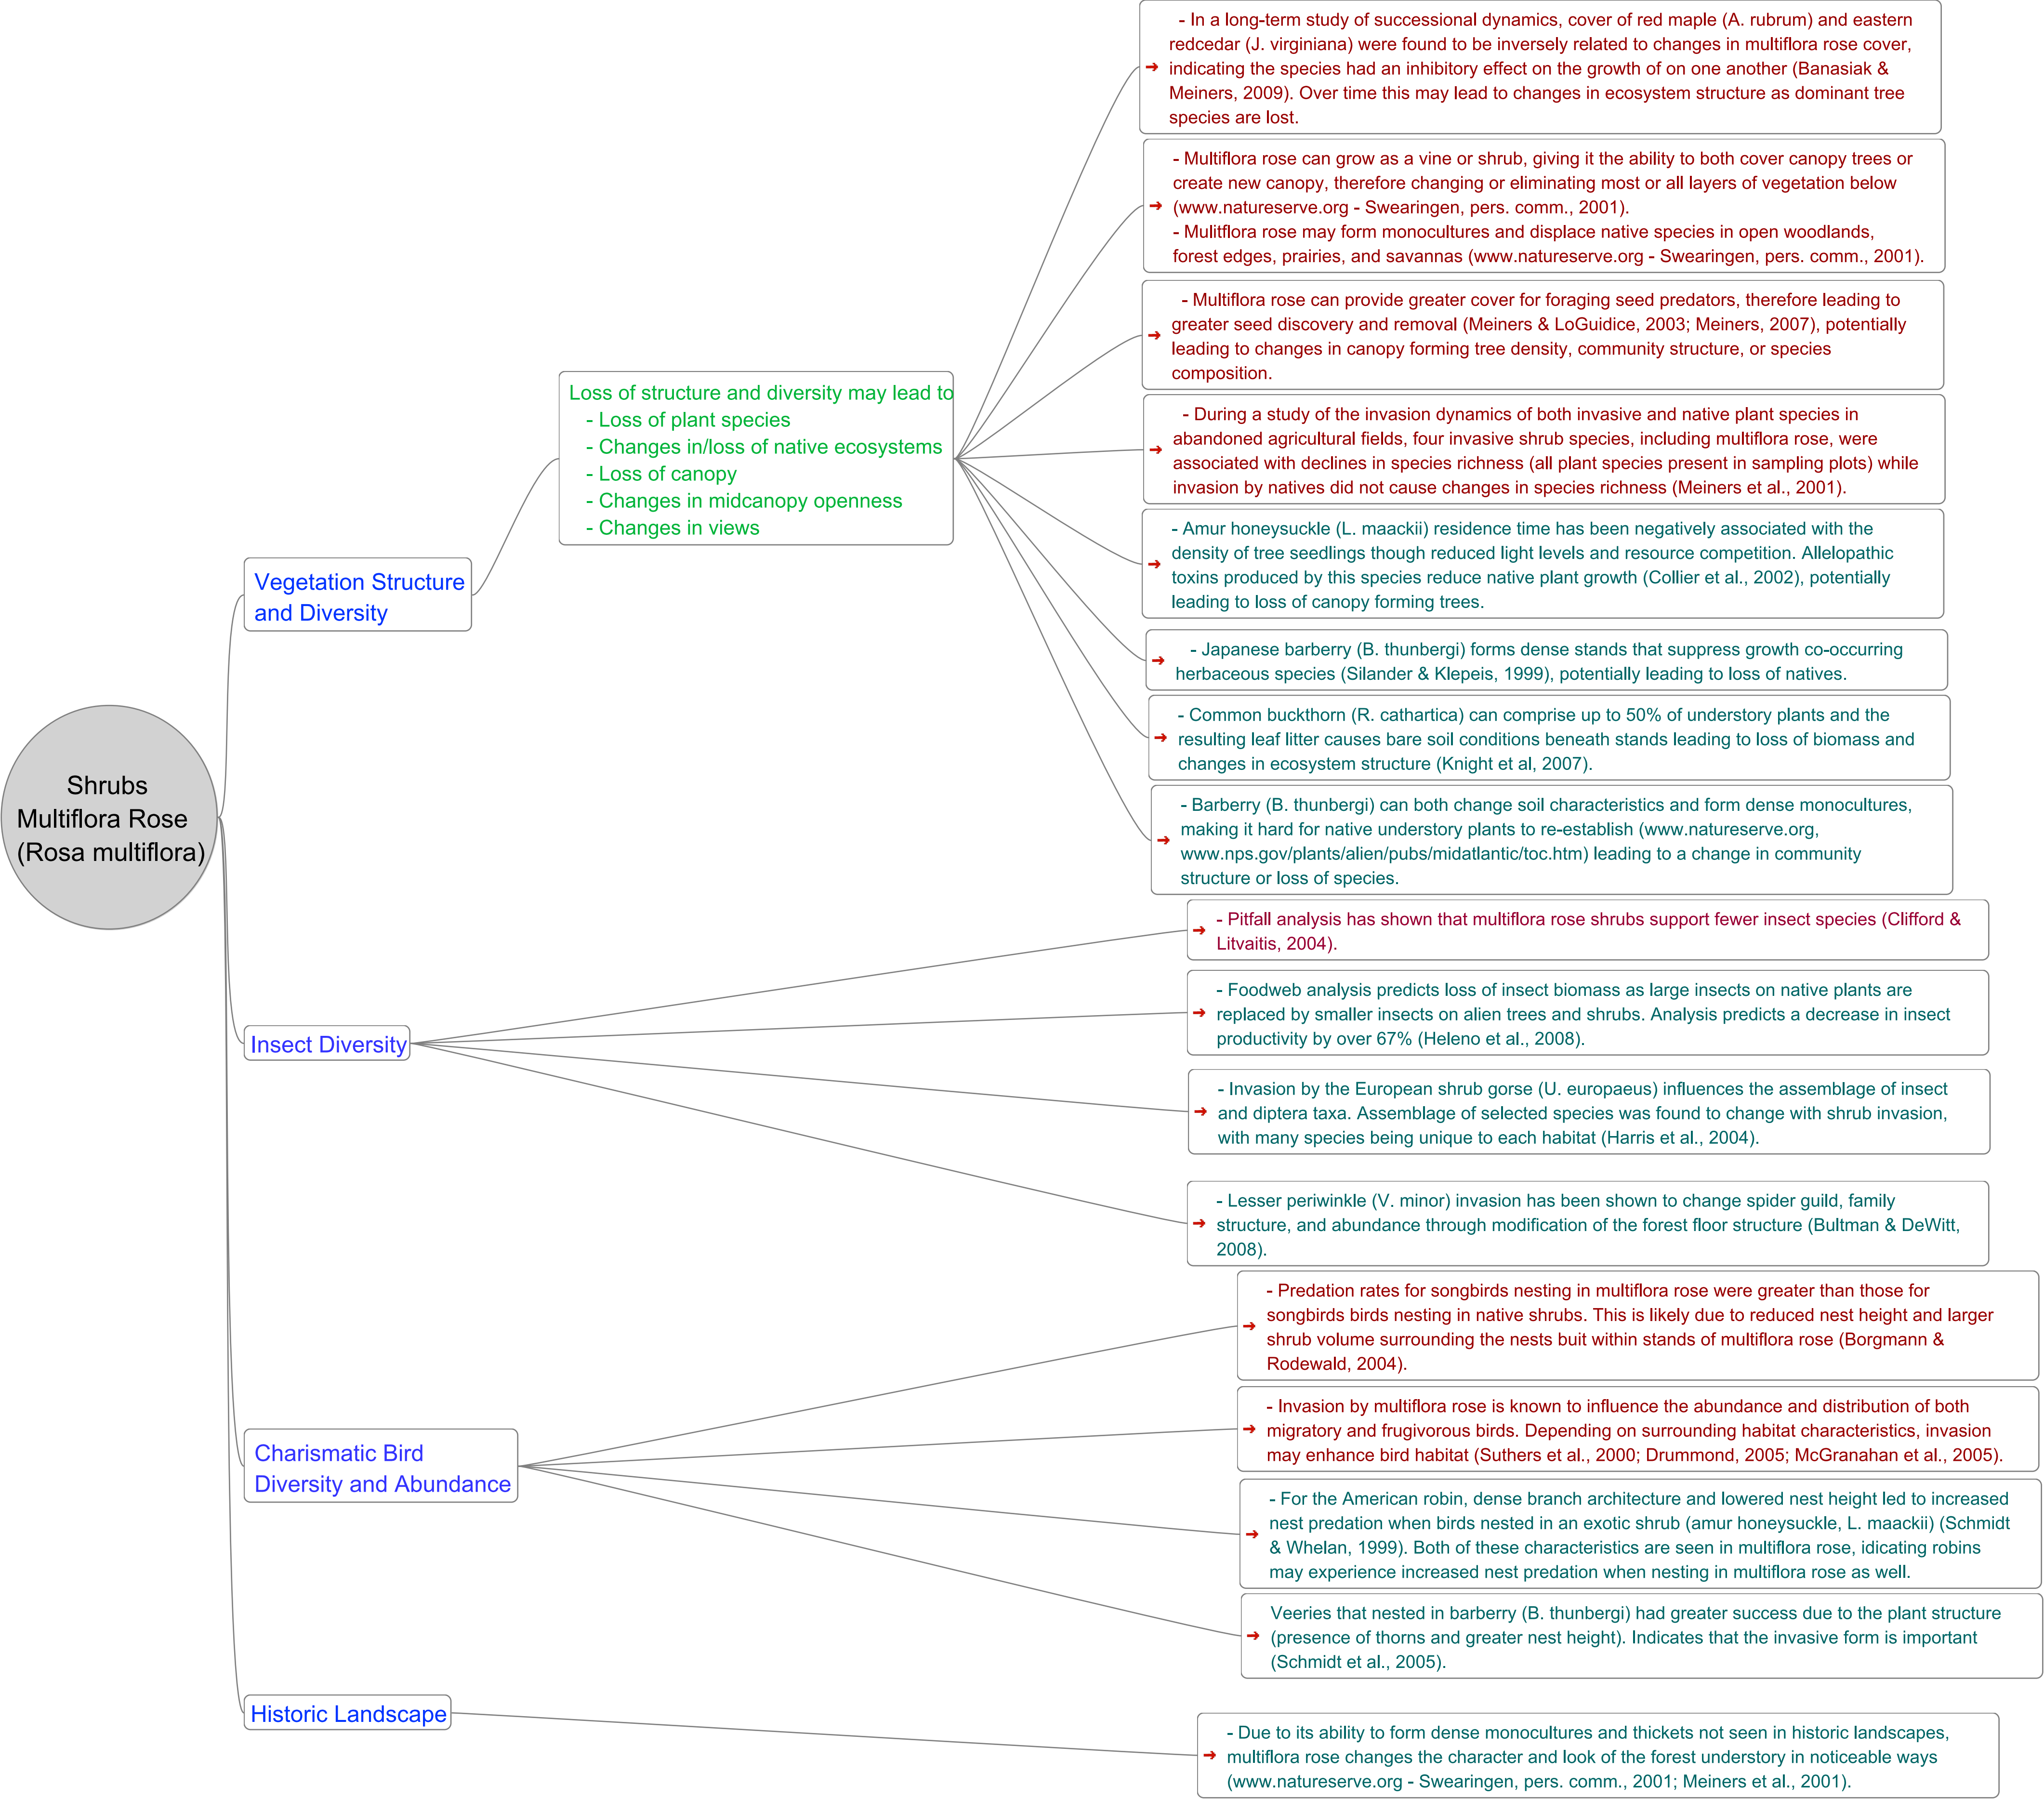 Shrubs
Multiflora Rose
(Rosa multiflora)
Vegetation Structure
and Diversity
Loss of structure and diversity may lead to
- Loss of plant species
- Changes in/loss of native ecosystems
- Loss of canopy
- Changes in midcanopy openness
- Changes in views
- In a long-term study of successional dynamics, cover of red maple (A. rubrum) and eastern
redcedar (J. virginiana) were found to be inversely related to changes in multiflora rose cover,
indicating the species had an inhibitory effect on the growth of on one another (Banasiak &
Meiners, 2009). Over time this may lead to changes in ecosystem structure as dominant tree
species are lost.
- Multiflora rose can grow as a vine or shrub, giving it the ability to both cover canopy trees or
create new canopy, therefore changing or eliminating most or all layers of vegetation below
(www.natureserve.org - Swearingen, pers. comm., 2001).
- Mulitflora rose may form monocultures and displace native species in open woodlands,
forest edges, prairies, and savannas (www.natureserve.org - Swearingen, pers. comm., 2001).
- Multiflora rose can provide greater cover for foraging seed predators, therefore leading to
greater seed discovery and removal (Meiners & LoGuidice, 2003; Meiners, 2007), potentially
leading to changes in canopy forming tree density, community structure, or species
composition.
- During a study of the invasion dynamics of both invasive and native plant species in
abandoned agricultural fields, four invasive shrub species, including multiflora rose, were
associated with declines in species richness (all plant species present in sampling plots) while
invasion by natives did not cause changes in species richness (Meiners et al., 2001).
- Amur honeysuckle (L. maackii) residence time has been negatively associated with the
density of tree seedlings though reduced light levels and resource competition. Allelopathic
toxins produced by this species reduce native plant growth (Collier et al., 2002), potentially
leading to loss of canopy forming trees.
- Japanese barberry (B. thunbergi) forms dense stands that suppress growth co-occurring
herbaceous species (Silander & Klepeis, 1999), potentially leading to loss of natives.
- Common buckthorn (R. cathartica) can comprise up to 50% of understory plants and the
resulting leaf litter causes bare soil conditions beneath stands leading to loss of biomass and
changes in ecosystem structure (Knight et al, 2007).
- Barberry (B. thunbergi) can both change soil characteristics and form dense monocultures,
making it hard for native understory plants to re-establish (www.natureserve.org,
www.nps.gov/plants/alien/pubs/midatlantic/toc.htm) leading to a change in community
structure or loss of species.
Insect Diversity
- Pitfall analysis has shown that multiflora rose shrubs support fewer insect species (Clifford &
Litvaitis, 2004).
- Foodweb analysis predicts loss of insect biomass as large insects on native plants are
replaced by smaller insects on alien trees and shrubs. Analysis predicts a decrease in insect
productivity by over 67% (Heleno et al., 2008).
- Invasion by the European shrub gorse (U. europaeus) influences the assemblage of insect
and diptera taxa. Assemblage of selected species was found to change with shrub invasion,
with many species being unique to each habitat (Harris et al., 2004).
- Lesser periwinkle (V. minor) invasion has been shown to change spider guild, family
structure, and abundance through modification of the forest floor structure (Bultman & DeWitt,
2008).
Charismatic Bird
Diversity and Abundance
- Predation rates for songbirds nesting in multiflora rose were greater than those for
songbirds birds nesting in native shrubs. This is likely due to reduced nest height and larger
shrub volume surrounding the nests buit within stands of multiflora rose (Borgmann &
Rodewald, 2004).
- Invasion by multiflora rose is known to influence the abundance and distribution of both
migratory and frugivorous birds. Depending on surrounding habitat characteristics, invasion
may enhance bird habitat (Suthers et al., 2000; Drummond, 2005; McGranahan et al., 2005).
- For the American robin, dense branch architecture and lowered nest height led to increased
nest predation when birds nested in an exotic shrub (amur honeysuckle, L. maackii) (Schmidt
& Whelan, 1999). Both of these characteristics are seen in multiflora rose, idicating robins
may experience increased nest predation when nesting in multiflora rose as well.
Veeries that nested in barberry (B. thunbergi) had greater success due to the plant structure
(presence of thorns and greater nest height). Indicates that the invasive form is important
(Schmidt et al., 2005).
Historic Landscape
- Due to its ability to form dense monocultures and thickets not seen in historic landscapes,
multiflora rose changes the character and look of the forest understory in noticeable ways
(www.natureserve.org - Swearingen, pers. comm., 2001; Meiners et al., 2001).